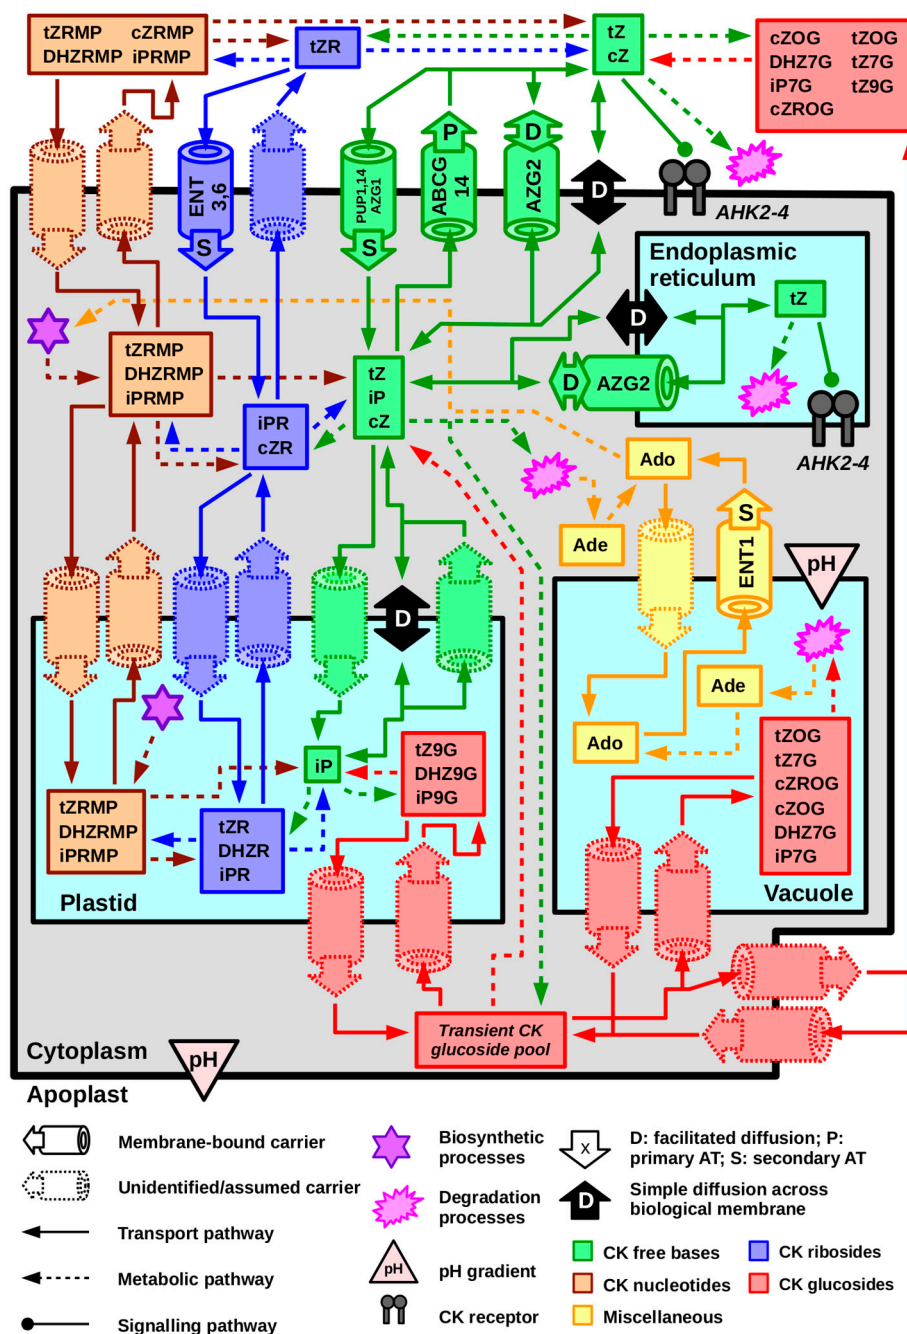 tZRMP cZRMP
DHZRMP iPRMP
tZR
tZ
cZ
cZOG tZOG
DHZ7G tZ7G
iP7G tZ9G
cZROG
ENT
3,6
S
PUP1,14
AZG1
S
P
ABCG
14
D
AZG2
D
AHK2-4
Endoplasmic
reticulum
tZ
D
D
AZG2
AHK2-4
tZRMP
DHZRMP
iPRMP
iPR
cZR
tZ
iP
cZ
Ado
Ade
S
ENT1
pH
D
Ade
Ado
tZOG
tZ7G
cZROG
cZOG
DHZ7G
iP7G
Vacuole
iP
tZ9G
DHZ9G
iP9G
tZRMP
DHZRMP
iPRMP
tZR
DHZR
iPR
Plastid
Transient CK
glucoside pool
Cytoplasm
pH
Apoplast
Membrane-bound carrier
Unidentified/assumed carrier
Transport pathway
Metabolic pathway
Signalling pathway
Biosynthetic
processes
Degradation
processes
pH
pH gradient
CK receptor
X
D: facilitated diffusion; P:
primary AT; S: secondary AT
D
Simple diffusion across
biological membrane
CK free bases
CK ribosides
CK nucleotides
CK glucosides
Miscellaneous